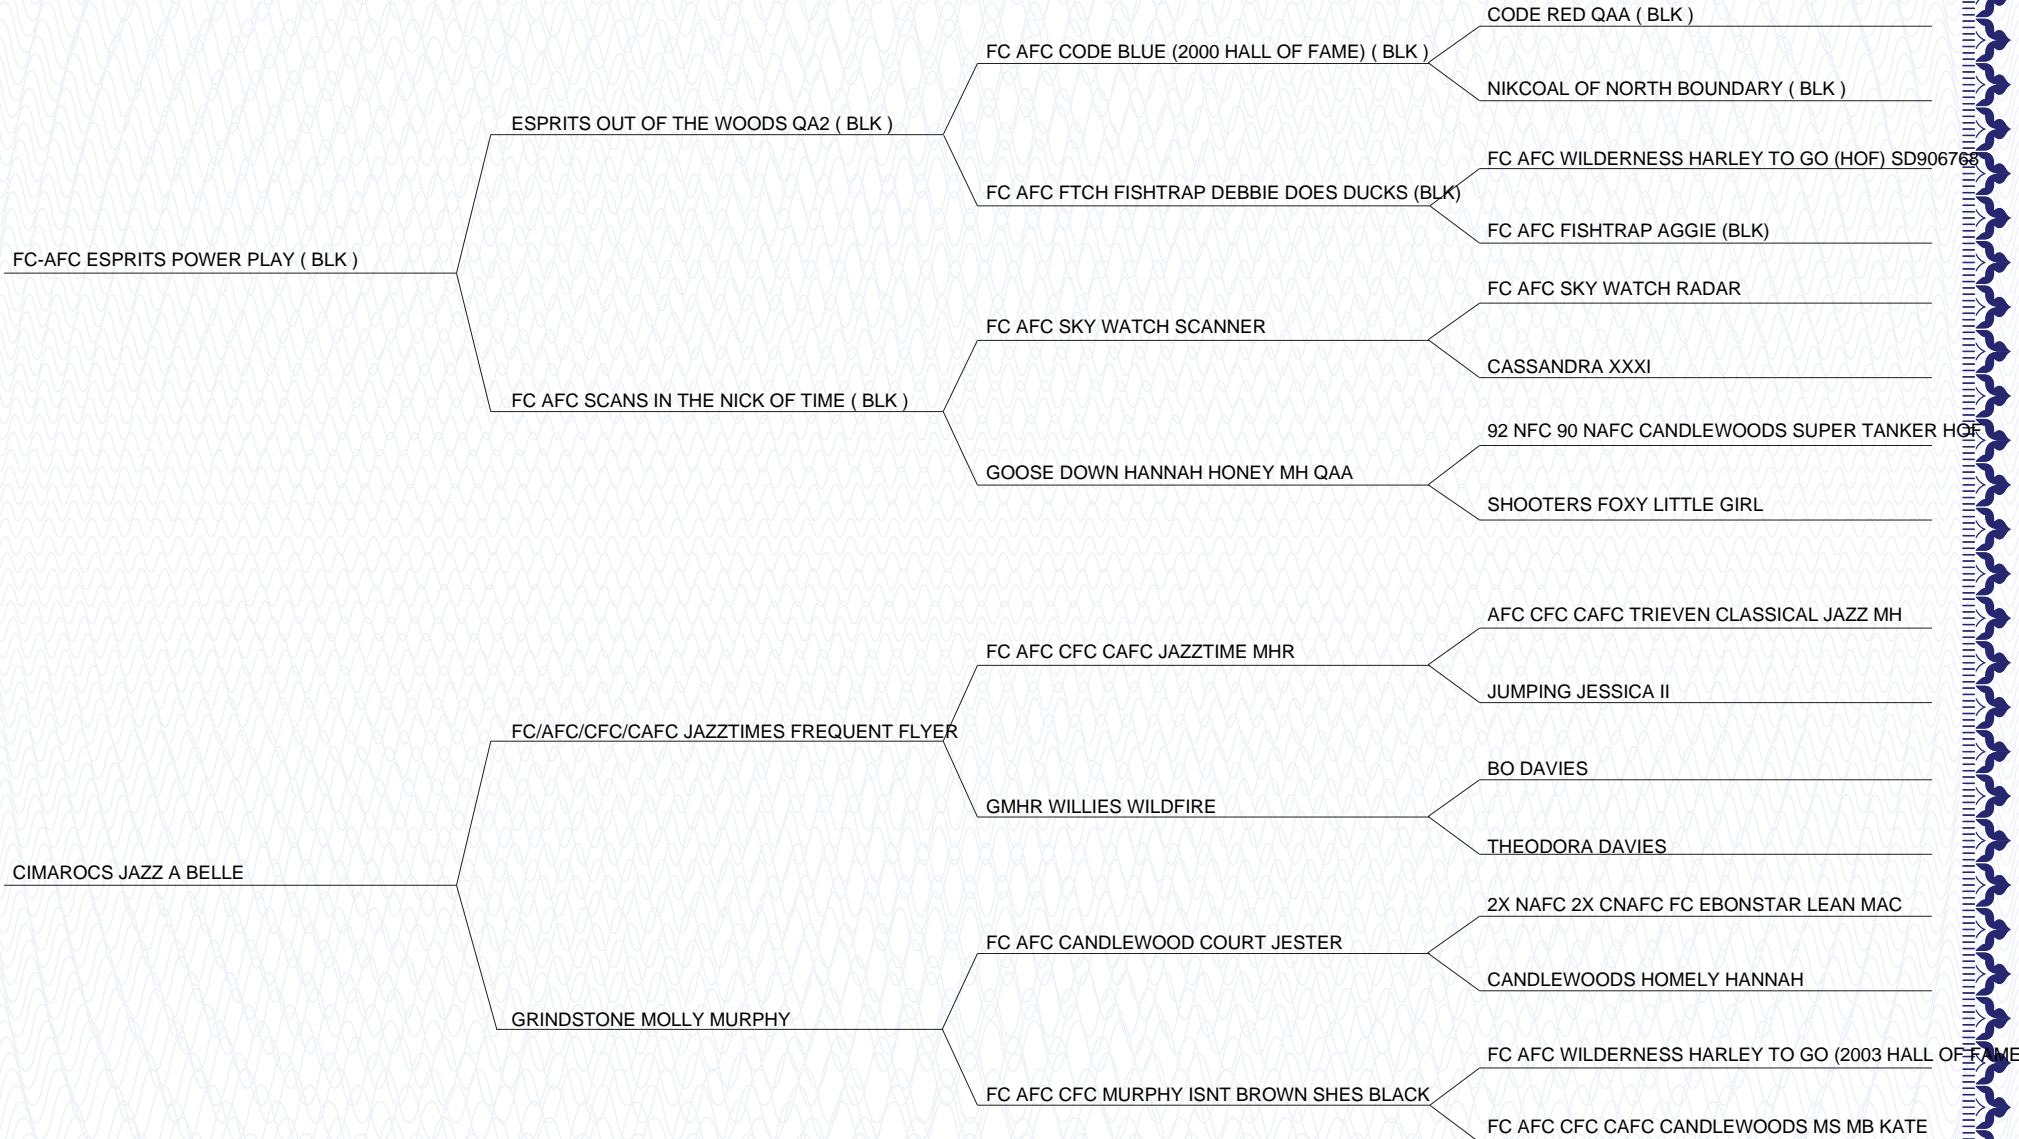 CODE RED QAA ( BLK )
FC AFC CODE BLUE (2000 HALL OF FAME) ( BLK )
NIKCOAL OF NORTH BOUNDARY ( BLK )
ESPRITS OUT OF THE WOODS QA2 ( BLK )
FC AFC WILDERNESS HARLEY TO GO (HOF) SD906768
FC AFC FTCH FISHTRAP DEBBIE DOES DUCKS (BLK)
FC AFC FISHTRAP AGGIE (BLK)
FC-AFC ESPRITS POWER PLAY ( BLK )
FC AFC SKY WATCH RADAR
FC AFC SKY WATCH SCANNER
CASSANDRA XXXI
FC AFC SCANS IN THE NICK OF TIME ( BLK )
92 NFC 90 NAFC CANDLEWOODS SUPER TANKER HOF
GOOSE DOWN HANNAH HONEY MH QAA
SHOOTERS FOXY LITTLE GIRL
AFC CFC CAFC TRIEVEN CLASSICAL JAZZ MH
FC AFC CFC CAFC JAZZTIME MHR
JUMPING JESSICA II
FC/AFC/CFC/CAFC JAZZTIMES FREQUENT FLYER
BO DAVIES
GMHR WILLIES WILDFIRE
THEODORA DAVIES
CIMAROCS JAZZ A BELLE
2X NAFC 2X CNAFC FC EBONSTAR LEAN MAC
FC AFC CANDLEWOOD COURT JESTER
CANDLEWOODS HOMELY HANNAH
GRINDSTONE MOLLY MURPHY
FC AFC WILDERNESS HARLEY TO GO (2003 HALL OF FAME
FC AFC CFC MURPHY ISNT BROWN SHES BLACK
FC AFC CFC CAFC CANDLEWOODS MS MB KATE